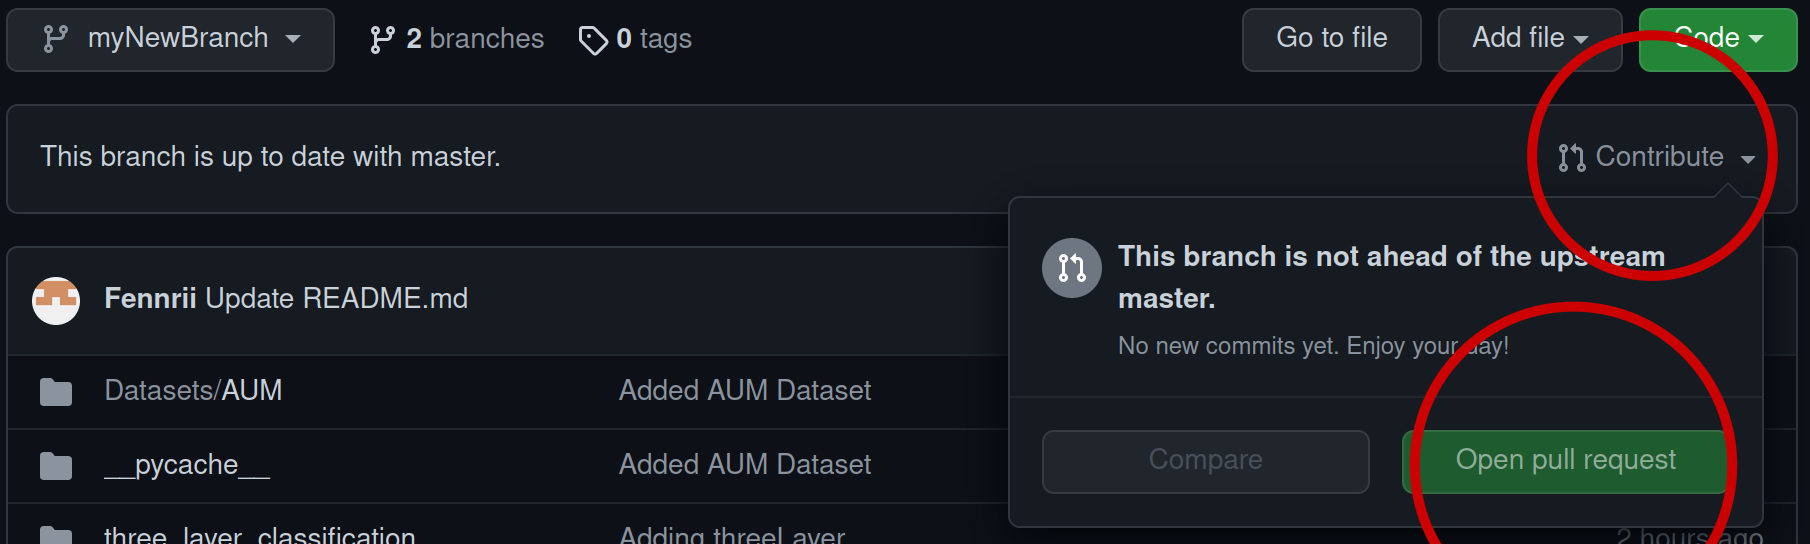 myNewBranch 2 branches 0 tags Go to file Add file Code
This branch is up to date with master. Contribute
This branch is not ahead of the upstream
master.
No new commits yet. Enjoy your day!
Compare Open pull request
Fennrii Update README.md
Datasets/AUM Added AUM Dataset
__pycache__ Added AUM Dataset
three_layer_classification Adding threeLayer 2 hours ago